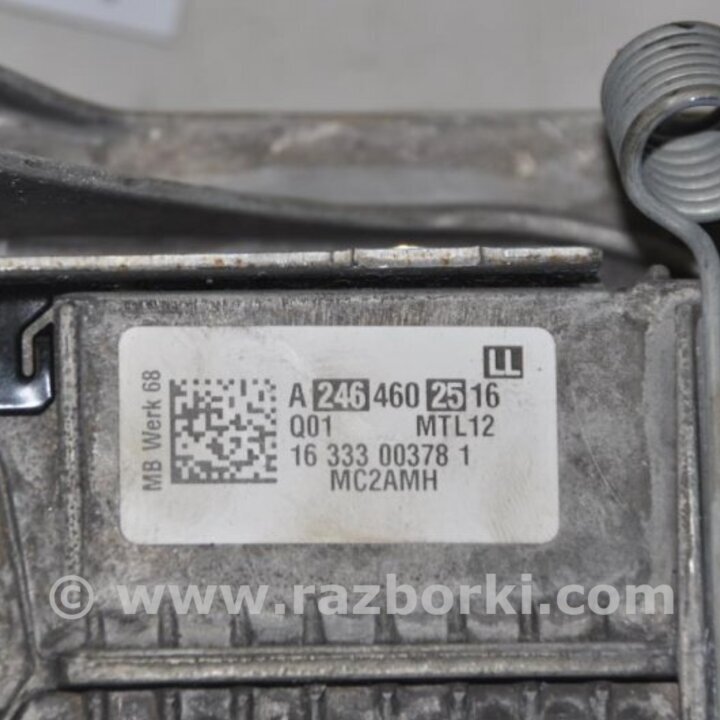 LL
MB Werk 68
A 246 460 25 16
Q01 MTL12
16 333 00378 1
MC2AMH
© www.razborki.com